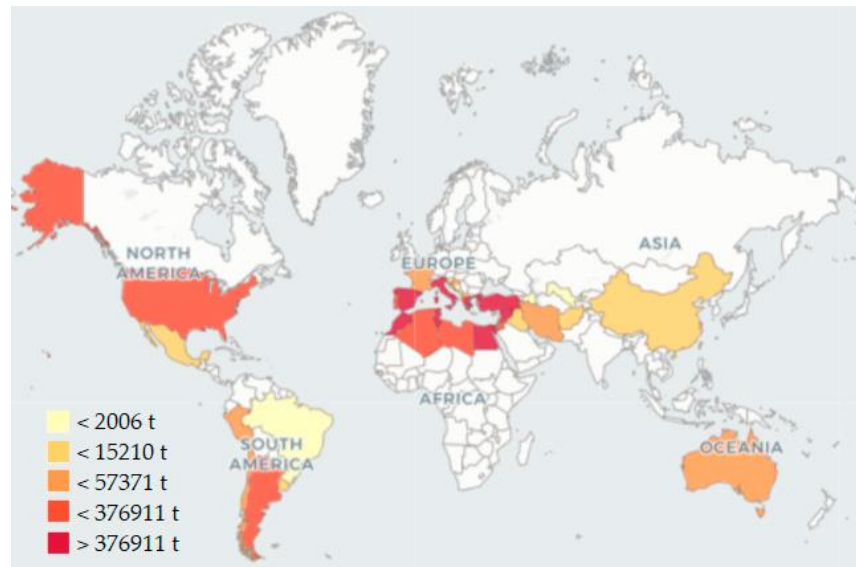 NORTH
AMERICA
EUROPE
ASIA
AFRICA
SOUTH
AMERICA
OCEANIA
< 2006 t
< 15210 t
< 57371 t
< 376911 t
> 376911 t